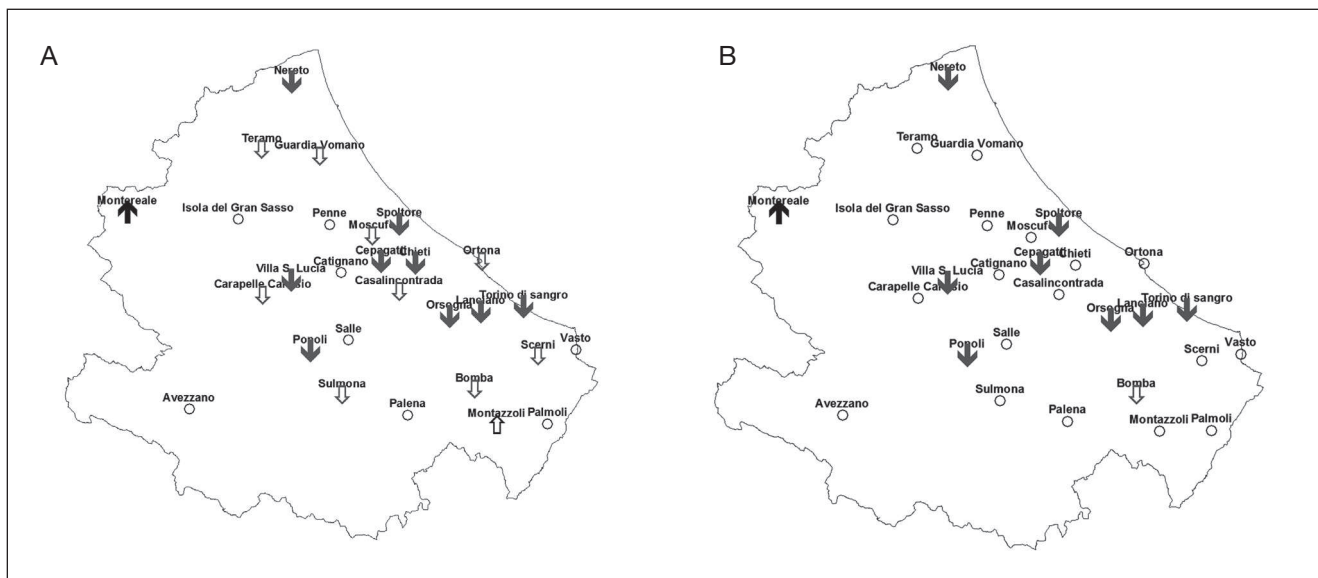 A
Nereto
Teramo
Guardia Vomano
Montereale
Isola del Gran Sasso
Penne
Spoltore
Moscufo
Cepagatti
Chieti
Ortona
Villa S. Lucia
Catignano
Carapelle Calvisio
Casalincontrada
Orsogna
Lanciano
Torino di sangro
Salle
Popoli
Scerni
Vasto
Sulmona
Bomba
Avezzano
Palena
Montazzoli
Palmoli
B
Nereto
Teramo
Guardia Vomano
Montereale
Isola del Gran Sasso
Penne
Spoltore
Moscufo
Cepagatti
Chieti
Ortona
Villa S. Lucia
Catignano
Carapelle Calvisio
Casalincontrada
Orsogna
Lanciano
Torino di sangro
Salle
Popoli
Scerni
Vasto
Sulmona
Bomba
Avezzano
Palena
Montazzoli
Palmoli